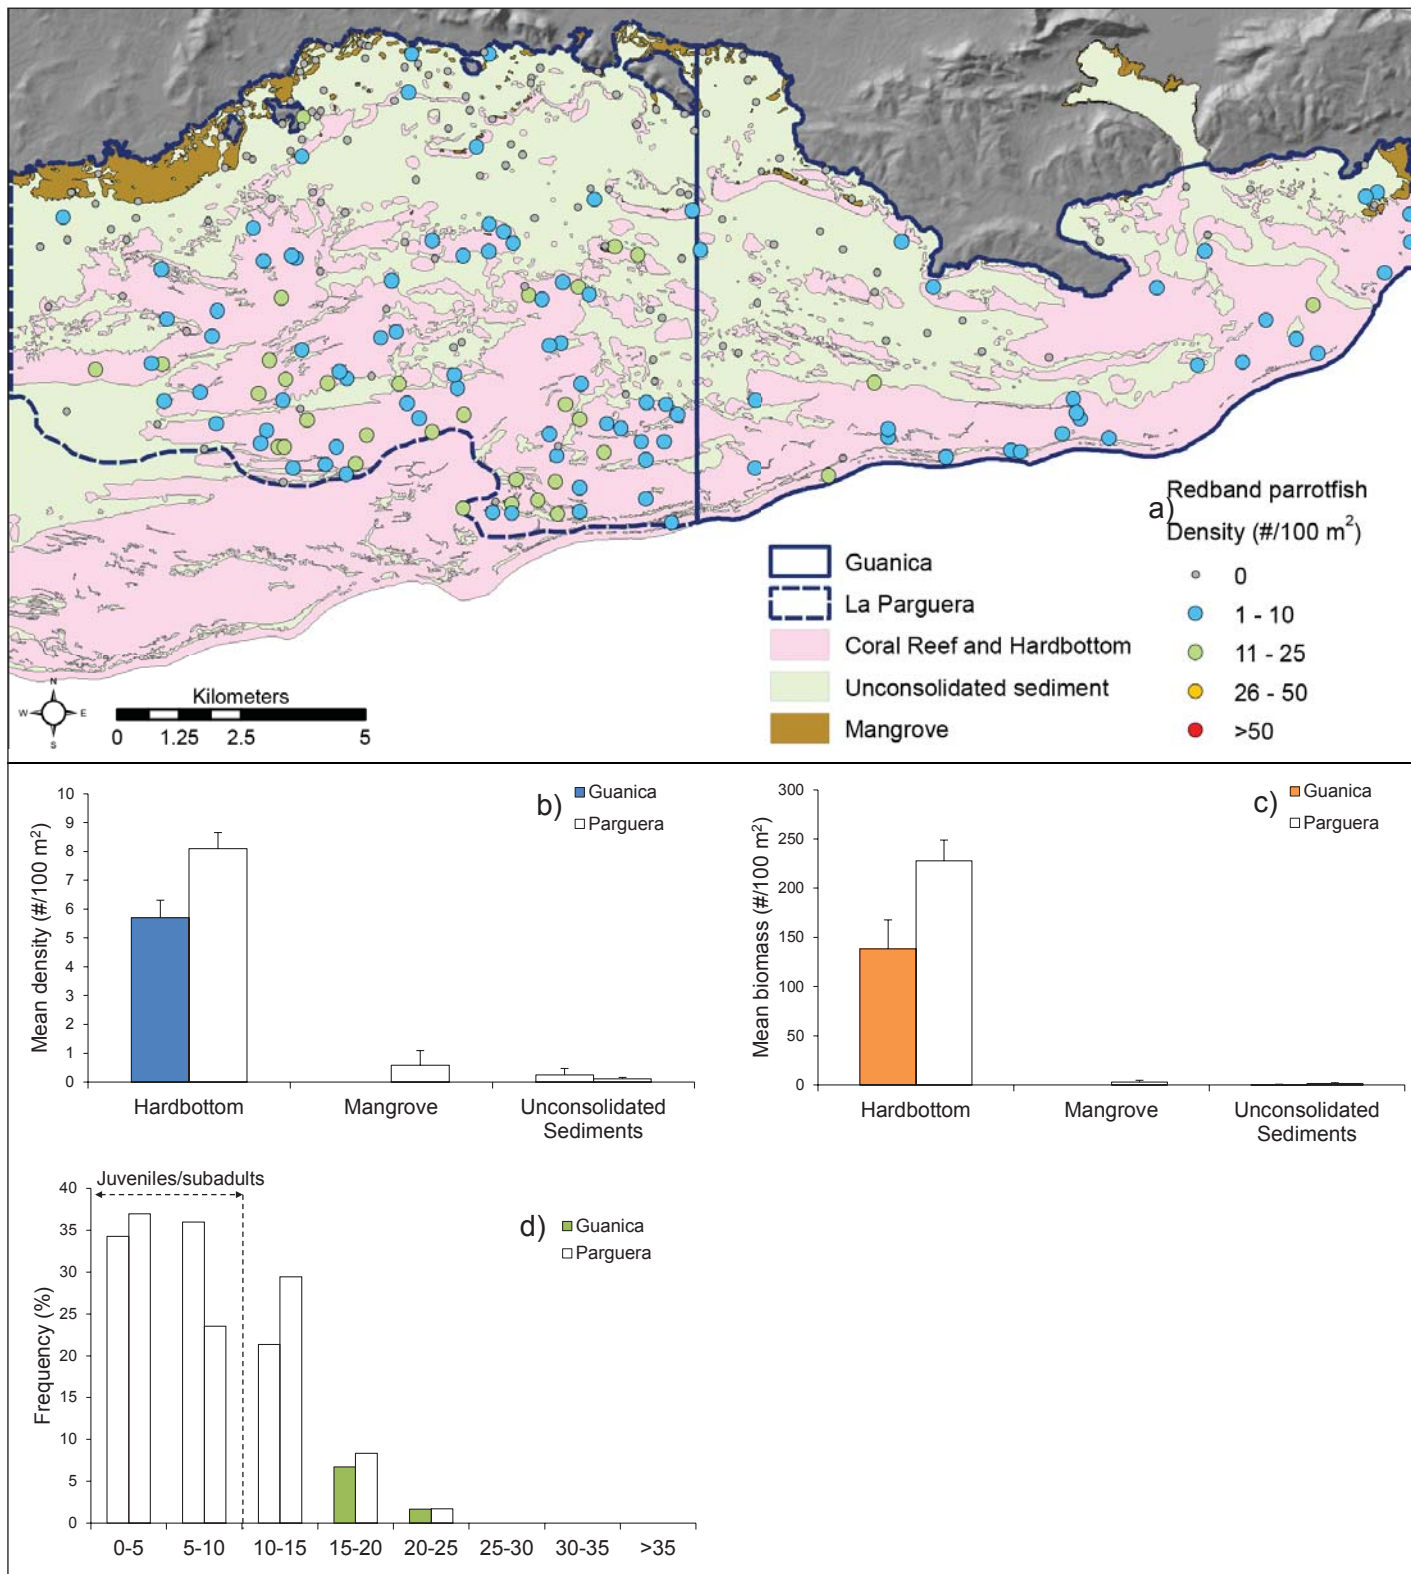 a)
Redband parrotfish
Density (#/100 m²)
0
1 - 10
11 - 25
26 - 50
>50
Guanica
La Parguera
Coral Reef and Hardbottom
Unconsolidated sediment
Mangrove
N
W E
S
Kilometers
0 1.25 2.5 5
b)
Guanica
Parguera
Mean density (#/100 m²)
10
9
8
7
6
5
4
3
2
1
0
Hardbottom Mangrove Unconsolidated
Sediments
c)
Guanica
Parguera
Mean biomass (#/100 m²)
300
250
200
150
100
50
0
Hardbottom Mangrove Unconsolidated
Sediments
Juveniles/subadults
d)
Guanica
Parguera
Frequency (%)
40
35
30
25
20
15
10
5
0
0-5 5-10 10-15 15-20 20-25 25-30 30-35 >35